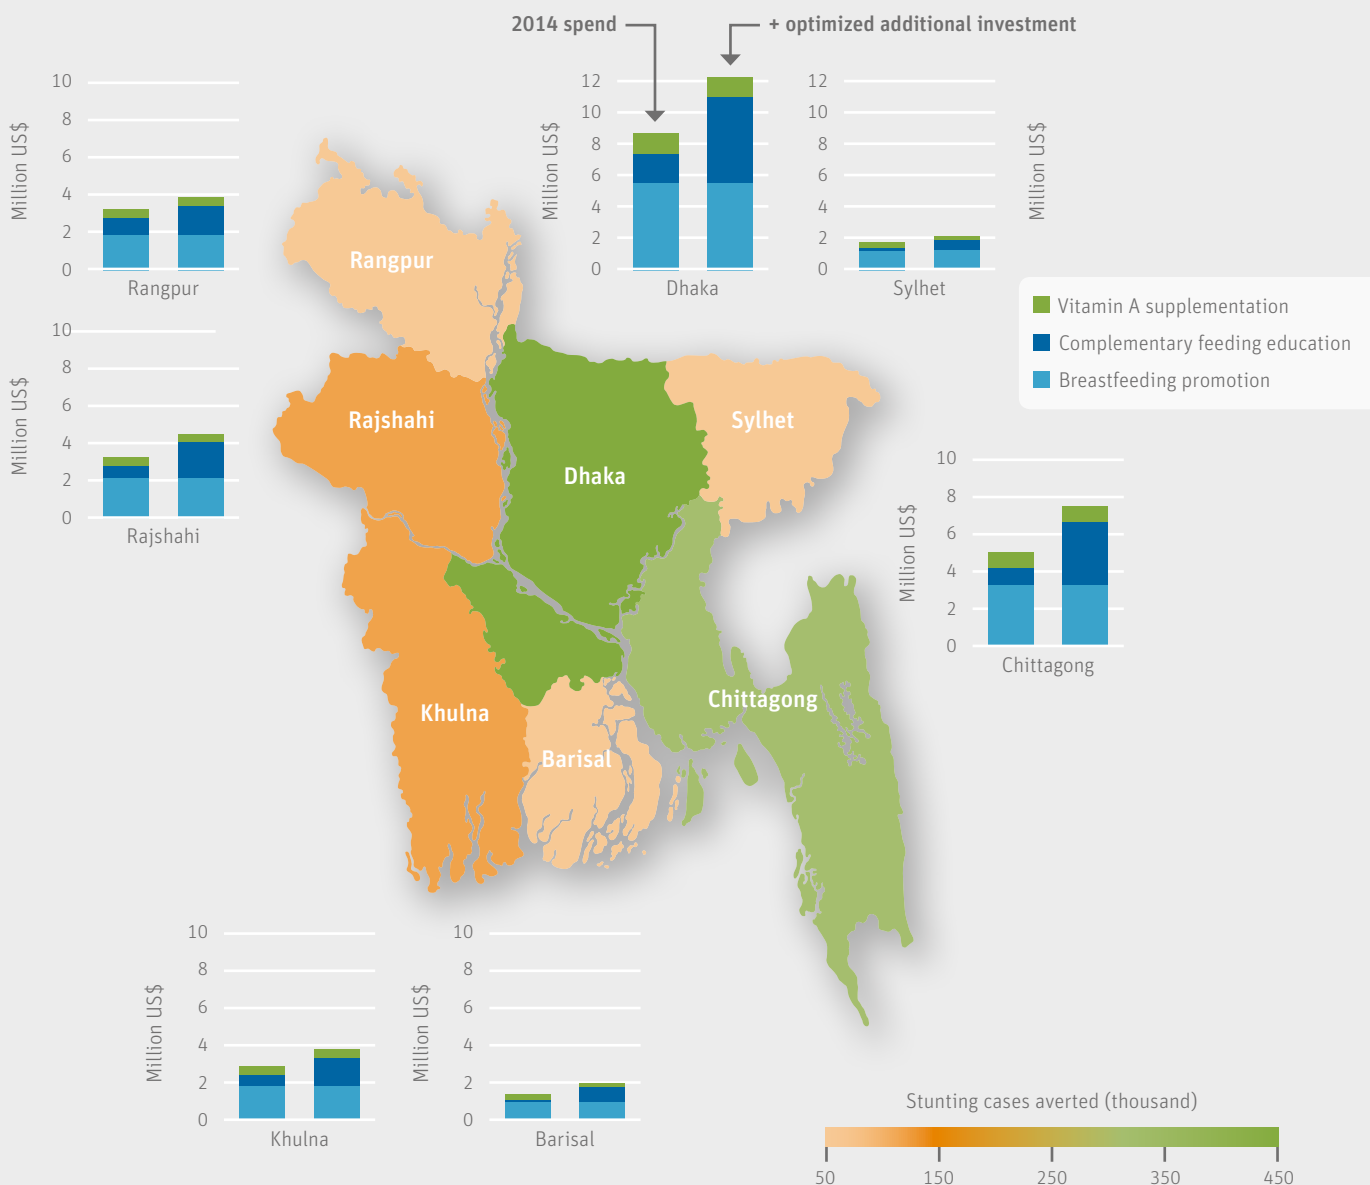 2014 spend
+ optimized additional investment
10
8
6
4
2
0
Million US$
Rangpur
12
10
8
6
4
2
0
Million US$
Dhaka
12
10
8
6
4
2
0
Million US$
Sylhet
Vitamin A supplementation
Complementary feeding education
Breastfeeding promotion
10
8
6
4
2
0
Million US$
Rajshahi
Rangpur
Rajshahi
Dhaka
Sylhet
Khulna
Barisal
Chittagong
10
8
6
4
2
0
Million US$
Chittagong
10
8
6
4
2
0
Million US$
Khulna
10
8
6
4
2
0
Million US$
Barisal
Stunting cases averted (thousand)
50 150 250 350 450